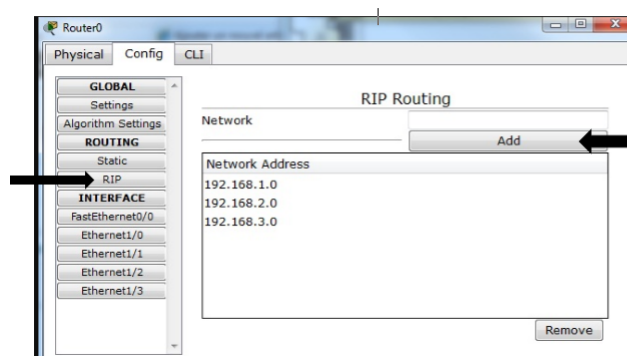 Router0
Physical Config CLI
GLOBAL
Settings
Algorithm Settings
ROUTING
Static
RIP
INTERFACE
FastEthernet0/0
Ethernet1/0
Ethernet1/1
Ethernet1/2
Ethernet1/3
RIP Routing
Network
Add
Network Address
192.168.1.0
192.168.2.0
192.168.3.0
Remove